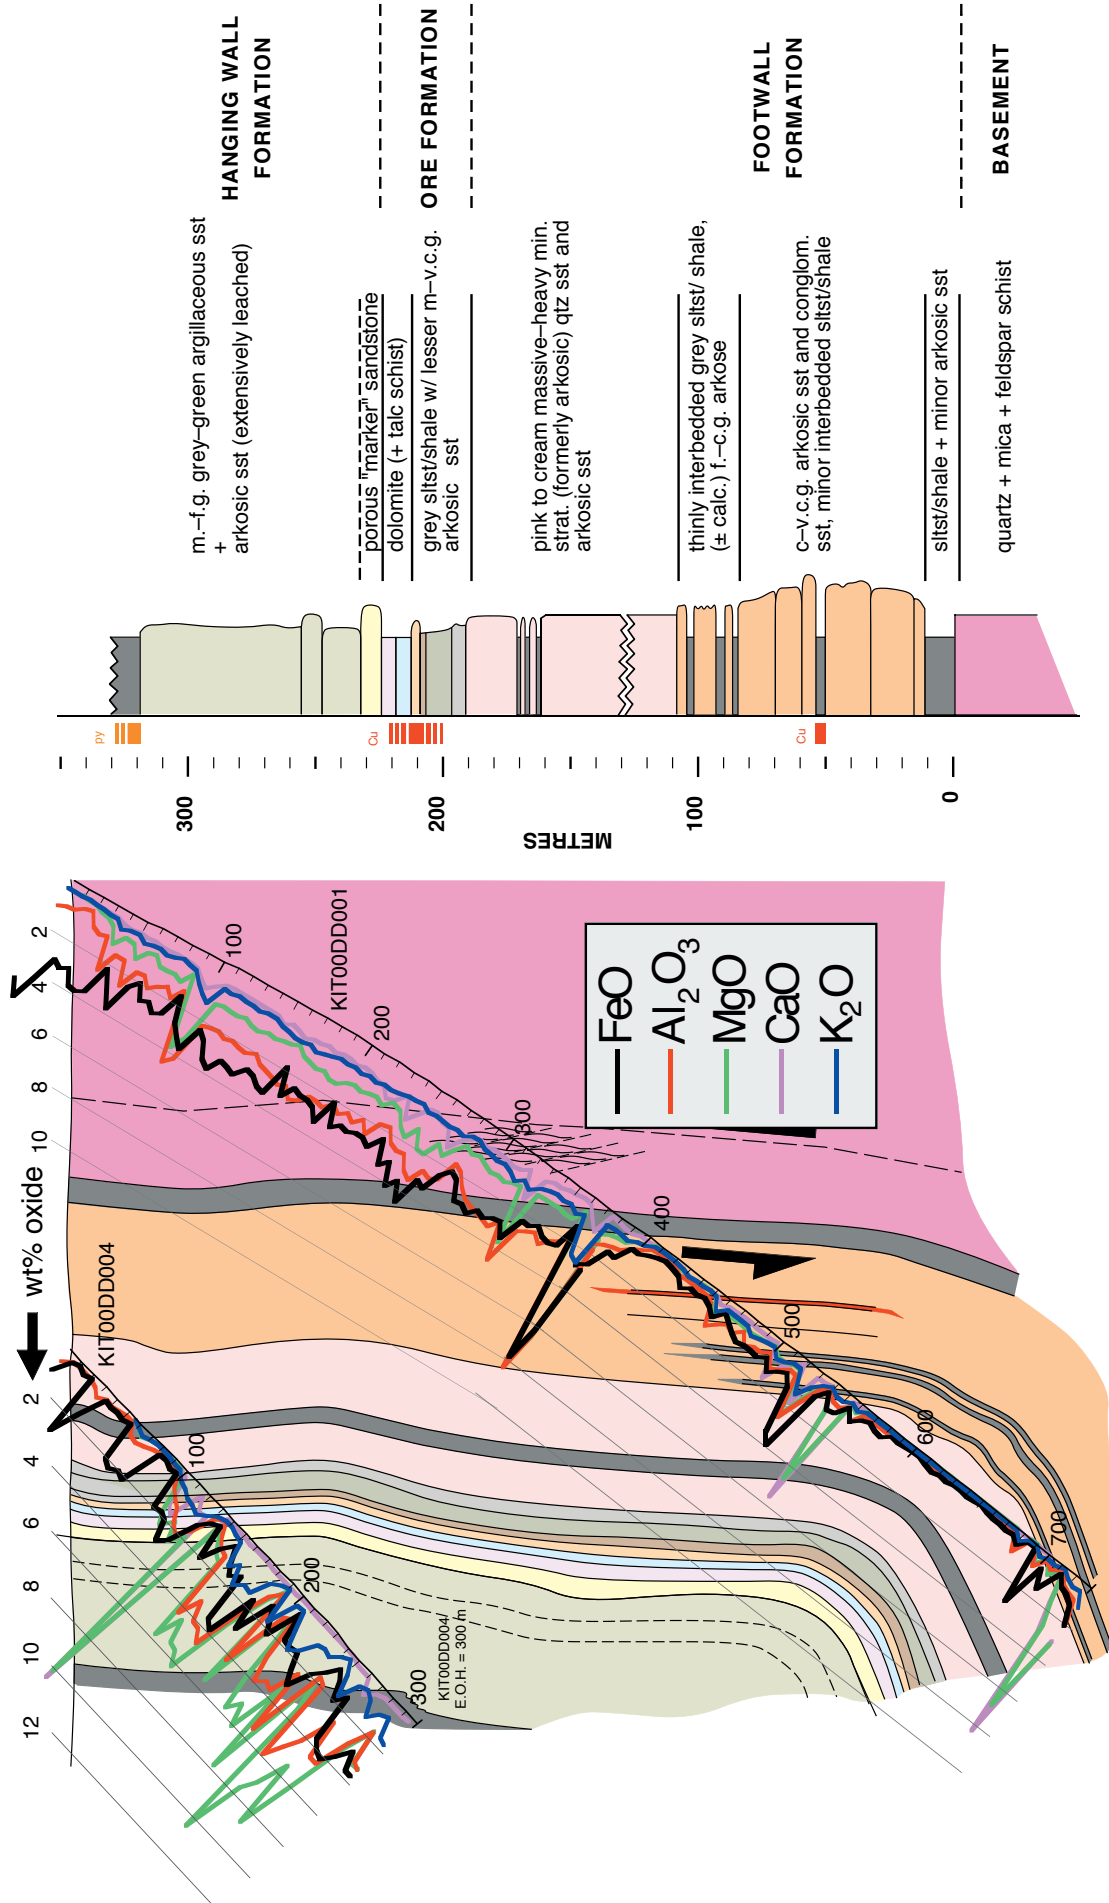 HANGING WALL
FORMATION
ORE FORMATION
FOOTWALL
FORMATION
BASEMENT
m.–f.g. grey–green argillaceous sst
+
arkosic sst (extensively leached)
porous "marker" sandstone
dolomite (+ talc schist)
grey sltst/shale w/ lesser m–v.c.g.
arkosic sst
pink to cream massive–heavy min.
strat. (formerly arkosic) qtz sst and
arkosic sst
thinly interbedded grey sltst/ shale,
(± calc.) f.–c.g. arkose
c–v.c.g. arkosic sst and conglom.
sst, minor interbedded sltst/shale
sltst/shale + minor arkosic sst
quartz + mica + feldspar schist
py
Cu
Cu
300
200
100
0
METRES
wt% oxide
2
4
6
8
10
2
4
6
8
10
12
KIT00DD004
100
200
300
KIT00DD004
E.O.H. = 300 m
KIT00DD001
100
200
300
400
500
600
700
FeO
Al2O3
MgO
CaO
K2O